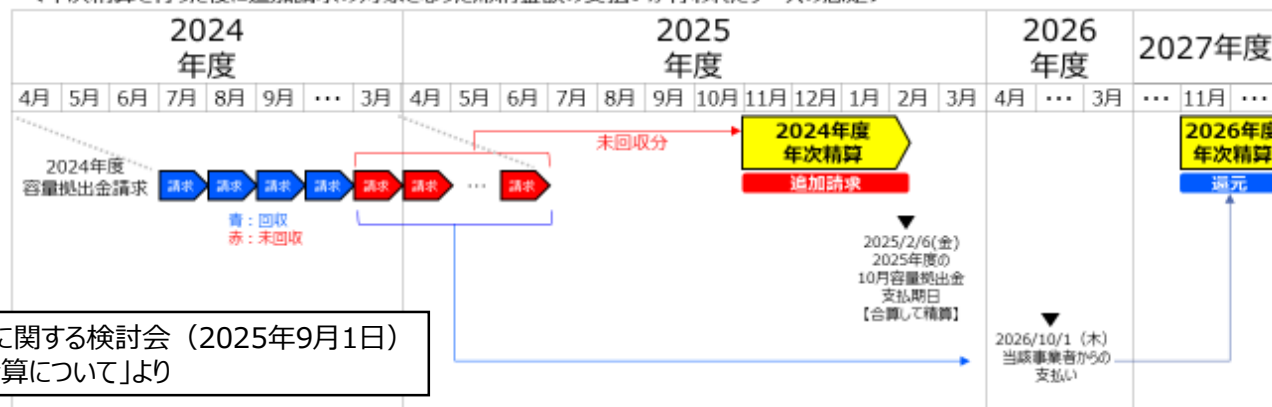 2024
年度
2025
年度
2026
年度
2027年度
4月 5月 6月 7月 8月 9月 … 3月 4月 5月 6月 7月 8月 9月 10月 11月 12月 1月 2月 3月 4月 … 3月 … 11月 …
2024年度
容量拠出金請求
請求 請求 請求 請求 請求 請求 … 請求
青：回収
赤：未回収
未回収分
2024年度
年次精算
追加請求
2025/2/6(金)
2025年度の
10月容量拠出金
支払期日
【合算して精算】
2026/10/1（木）
当該事業者からの
支払い
2026年度
年次精算
還元
に関する検討会（2025年9月1日）
算について」より